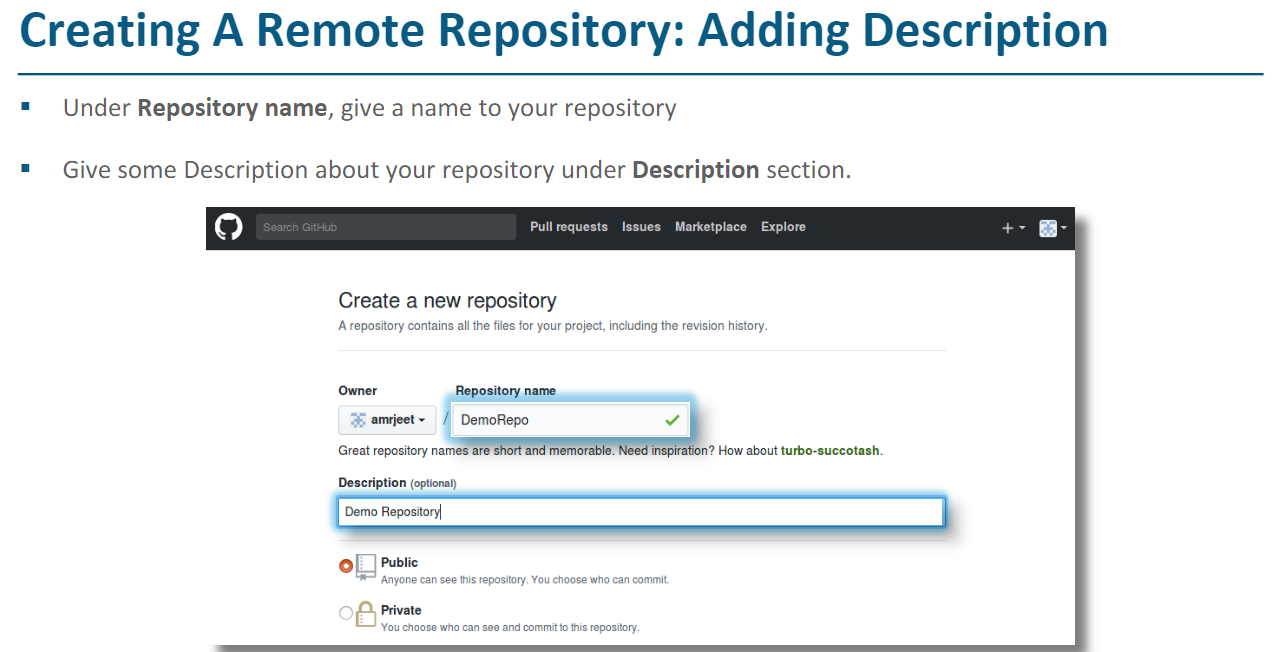 Creating A Remote Repository: Adding Description
▪ Under Repository name, give a name to your repository
▪ Give some Description about your repository under Description section.
Search GitHub Pull requests Issues Marketplace Explore
Create a new repository
A repository contains all the files for your project, including the revision history.
Owner Repository name
amrjeet / DemoRepo
Great repository names are short and memorable. Need inspiration? How about turbo-succotash.
Description (optional)
Demo Repository
Public
Anyone can see this repository. You choose who can commit.
Private
You choose who can see and commit to this repository.